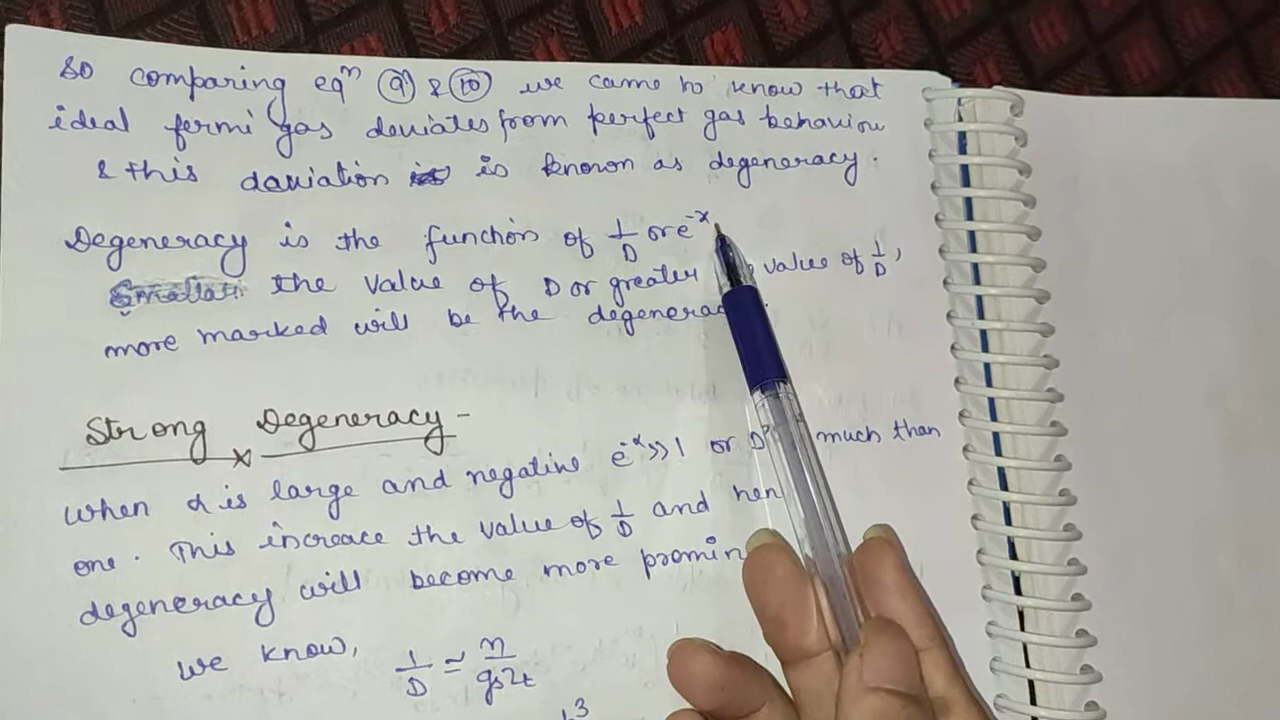 So comparing eqⁿ (9) & (10) we came to know that
ideal fermi gas deviates from perfect gas behaviour
& this daviation is known as degeneracy.
Degeneracy is the function of 1/D or e^-α
Smaller the value of D or greater value of 1/D,
more marked will be the degenerac
Strong Degeneracy -
When α is large and negative e^-α >> 1 or D much than
one. This increase the value of 1/D and hen
degeneracy will become more promin
We know,
1/D ≃ n/gsZt
h³